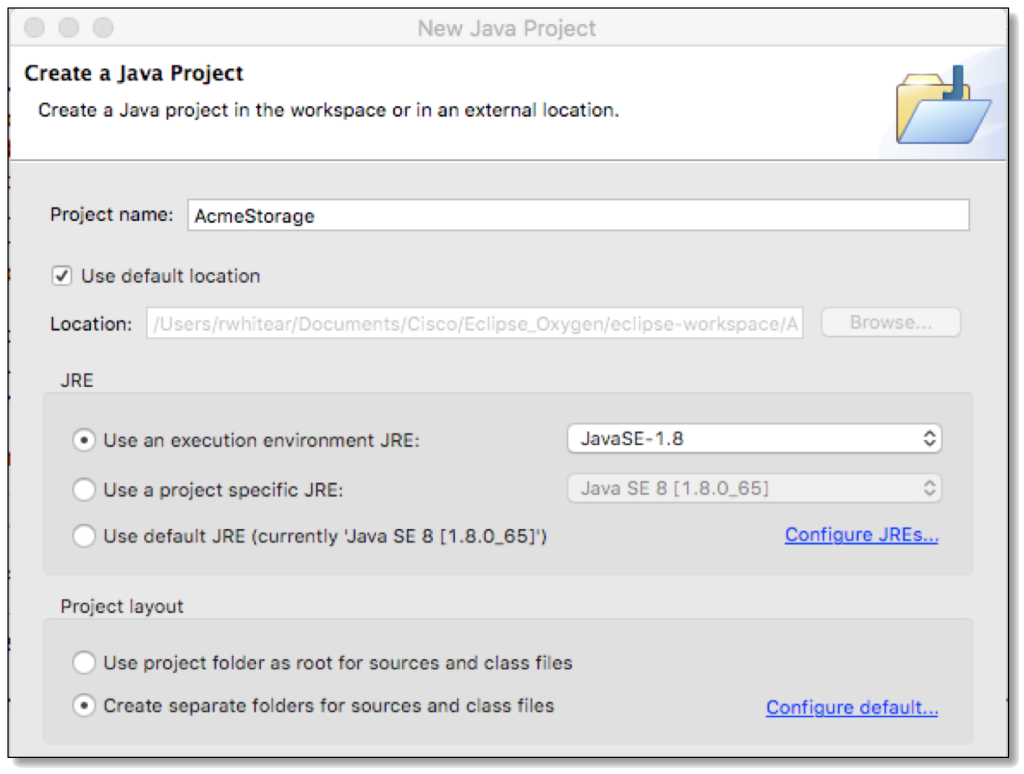 New Java Project
Create a Java Project
Create a Java project in the workspace or in an external location.
Project name: AcmeStorage
Use default location
Location: /Users/rwhitear/Documents/Cisco/Eclipse_Oxygen/eclipse-workspace/A Browse...
JRE
Use an execution environment JRE: JavaSE-1.8
Use a project specific JRE: Java SE 8 [1.8.0_65]
Use default JRE (currently 'Java SE 8 [1.8.0_65]') Configure JREs...
Project layout
Use project folder as root for sources and class files
Create separate folders for sources and class files Configure default...